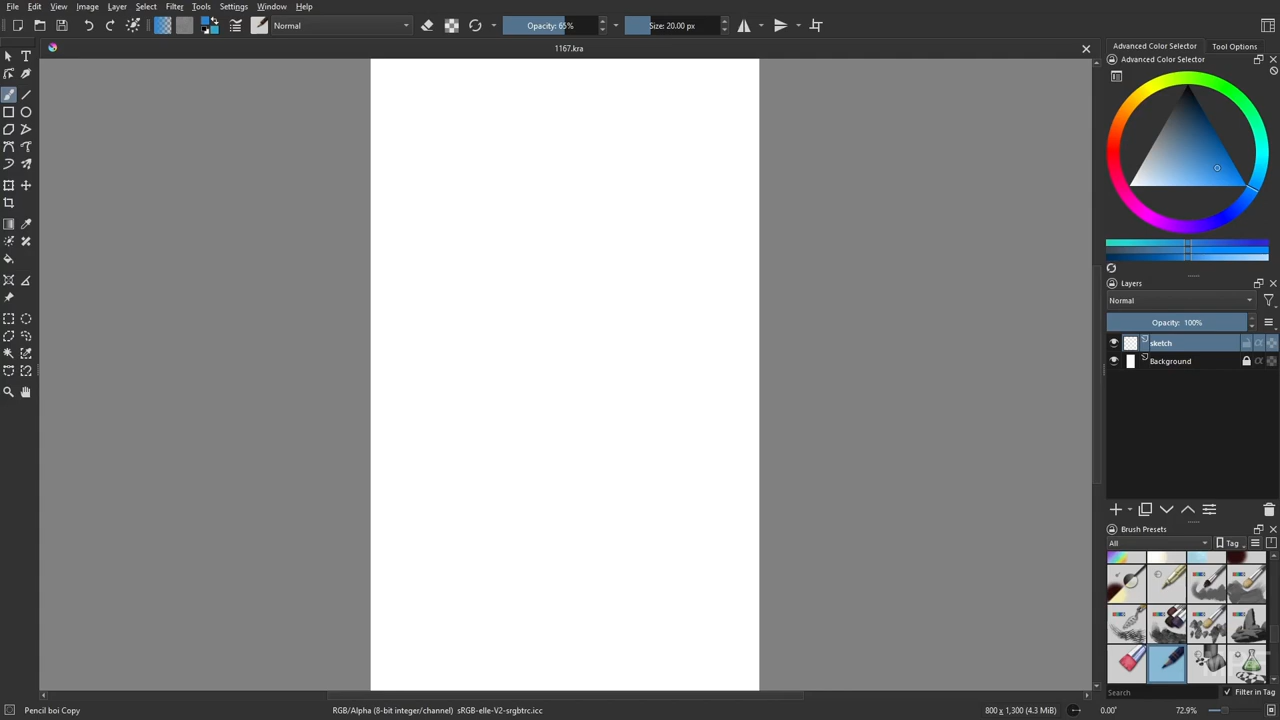 File Edit View Image Layer Select Filter Tools Settings Window Help
Normal Opacity: 65% Size: 20.00 px
1167.kra
Advanced Color Selector Tool Options
Advanced Color Selector
Layers
Normal
Opacity: 100%
sketch
Background
Brush Presets
All Tag
Search Filter in Tag
Pencil boi Copy RGB/Alpha (8-bit integer/channel) sRGB-elle-V2-srgbtrc.icc 800 x 1,300 (4.3 MiB) 0.00° 72.9%